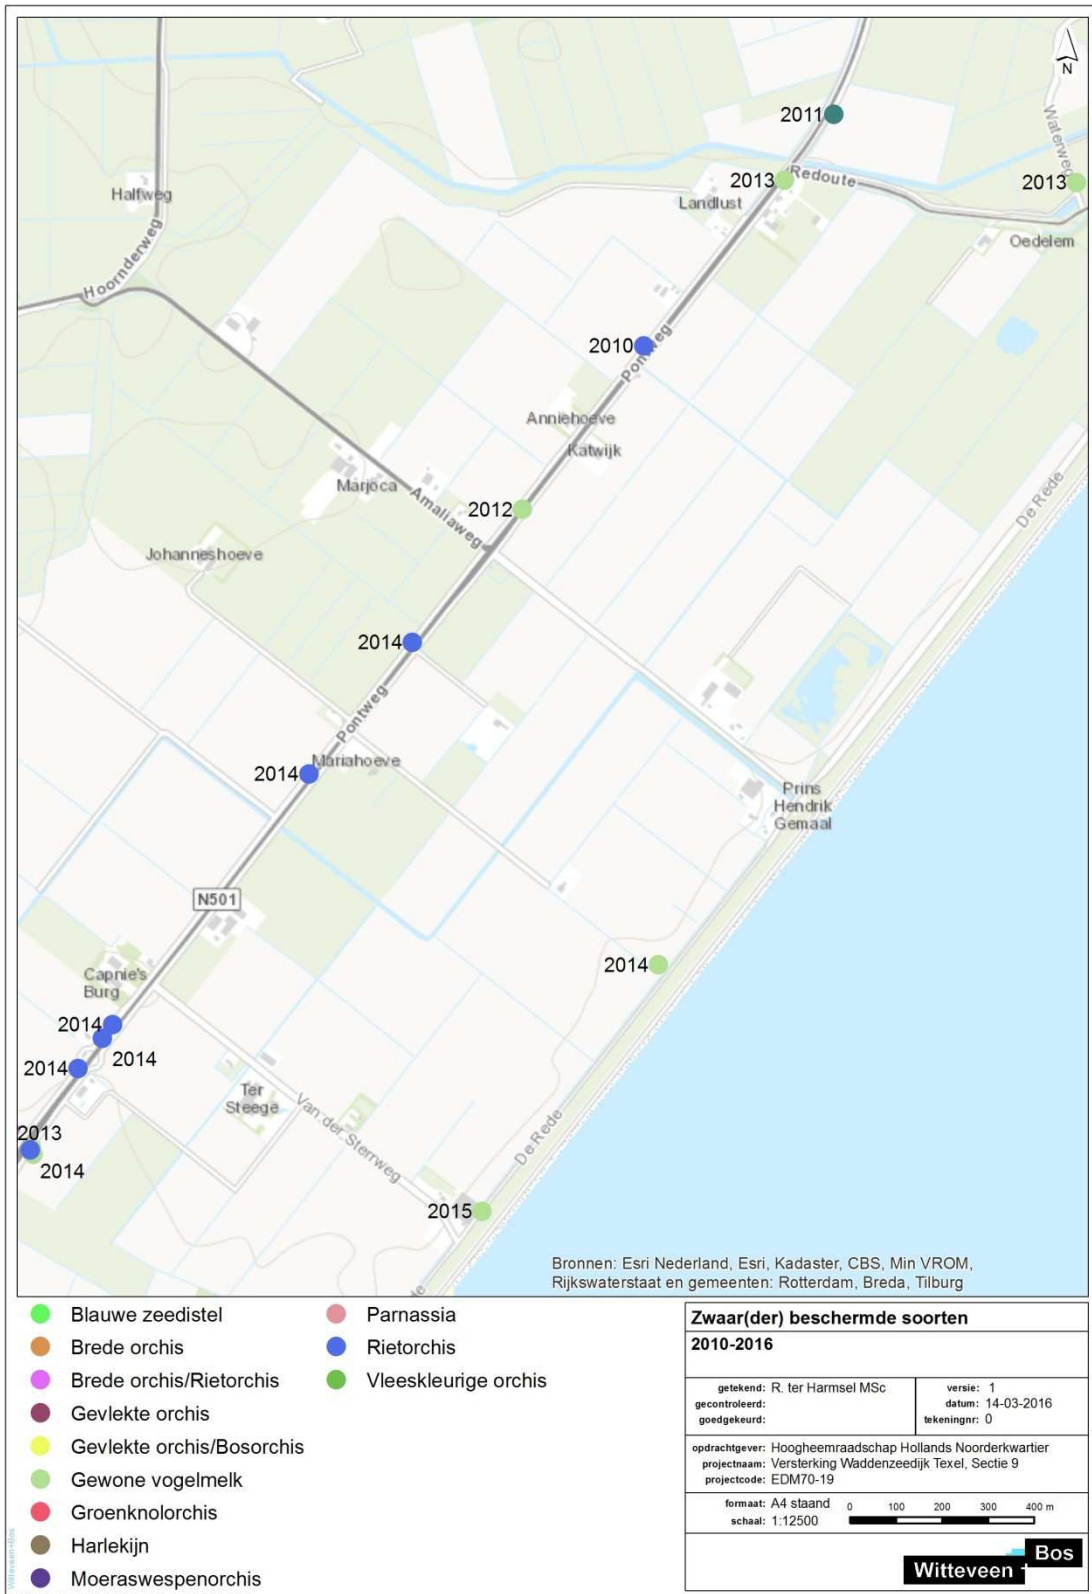 N
2011
Waterweg
2013
Redoute
2013
Halfweg
Landlust
Oedelem
Hoornderweg
2010
Pontweg
Anniehoeve
Katwijk
Marjoca
De Rede
Amaliaweg
2012
Johanneshoeve
2014
Pontweg
2014
Mariahoeve
Prins
Hendrik
Gemaal
N501
2014
Capnie's
Burg
2014
2014
2014
Ter
Steege
Van der Sterrweg
De Rede
2013
2014
2015
de
Bronnen: Esri Nederland, Esri, Kadaster, CBS, Min VROM,
Rijkswaterstaat en gemeenten: Rotterdam, Breda, Tilburg
Blauwe zeedistel
Brede orchis
Brede orchis/Rietorchis
Gevlekte orchis
Gevlekte orchis/Bosorchis
Gewone vogelmelk
Groenknolorchis
Harlekijn
Moeraswespenorchis
Parnassia
Rietorchis
Vleeskleurige orchis
Zwaar(der) beschermde soorten
2010-2016
getekend: R. ter Harmsel MSc
gecontroleerd:
goedgekeurd:
versie: 1
datum: 14-03-2016
tekeningnr: 0
opdrachtgever: Hoogheemraadschap Hollands Noorderkwartier
projectnaam: Versterking Waddenzeedijk Texel, Sectie 9
projectcode: EDM70-19
formaat: A4 staand
schaal: 1:12500
0 100 200 300 400 m
Witteveen + Bos
Witteveen+Bos